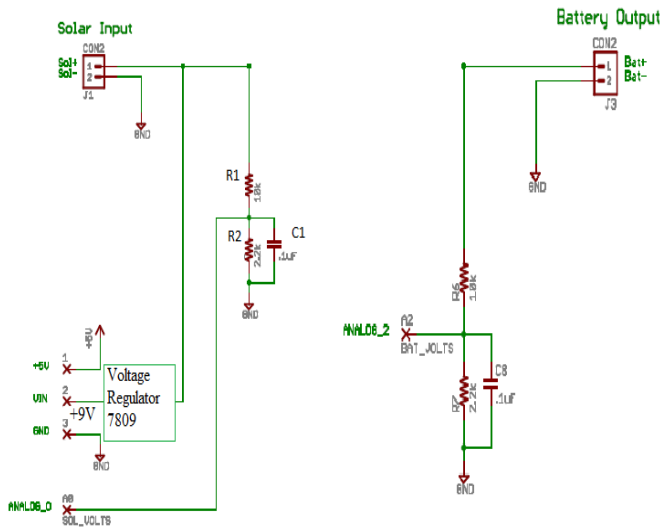 Solar Input
CON2
Sol+
Sol-
1
2
J1
GND
R1
10k
R2
2.2k
C1
.1uF
GND
+5V
+5V
1
VIN
2
+9V
GND
3
GND
Voltage
Regulator
7809
ANALOG_0
A0
SOL_VOLTS
Battery Output
CON2
1
2
Bat+
Bat-
J3
GND
R6
10k
ANALOG_2
A2
BAT_VOLTS
R7
2.2k
C8
.1uF
GND